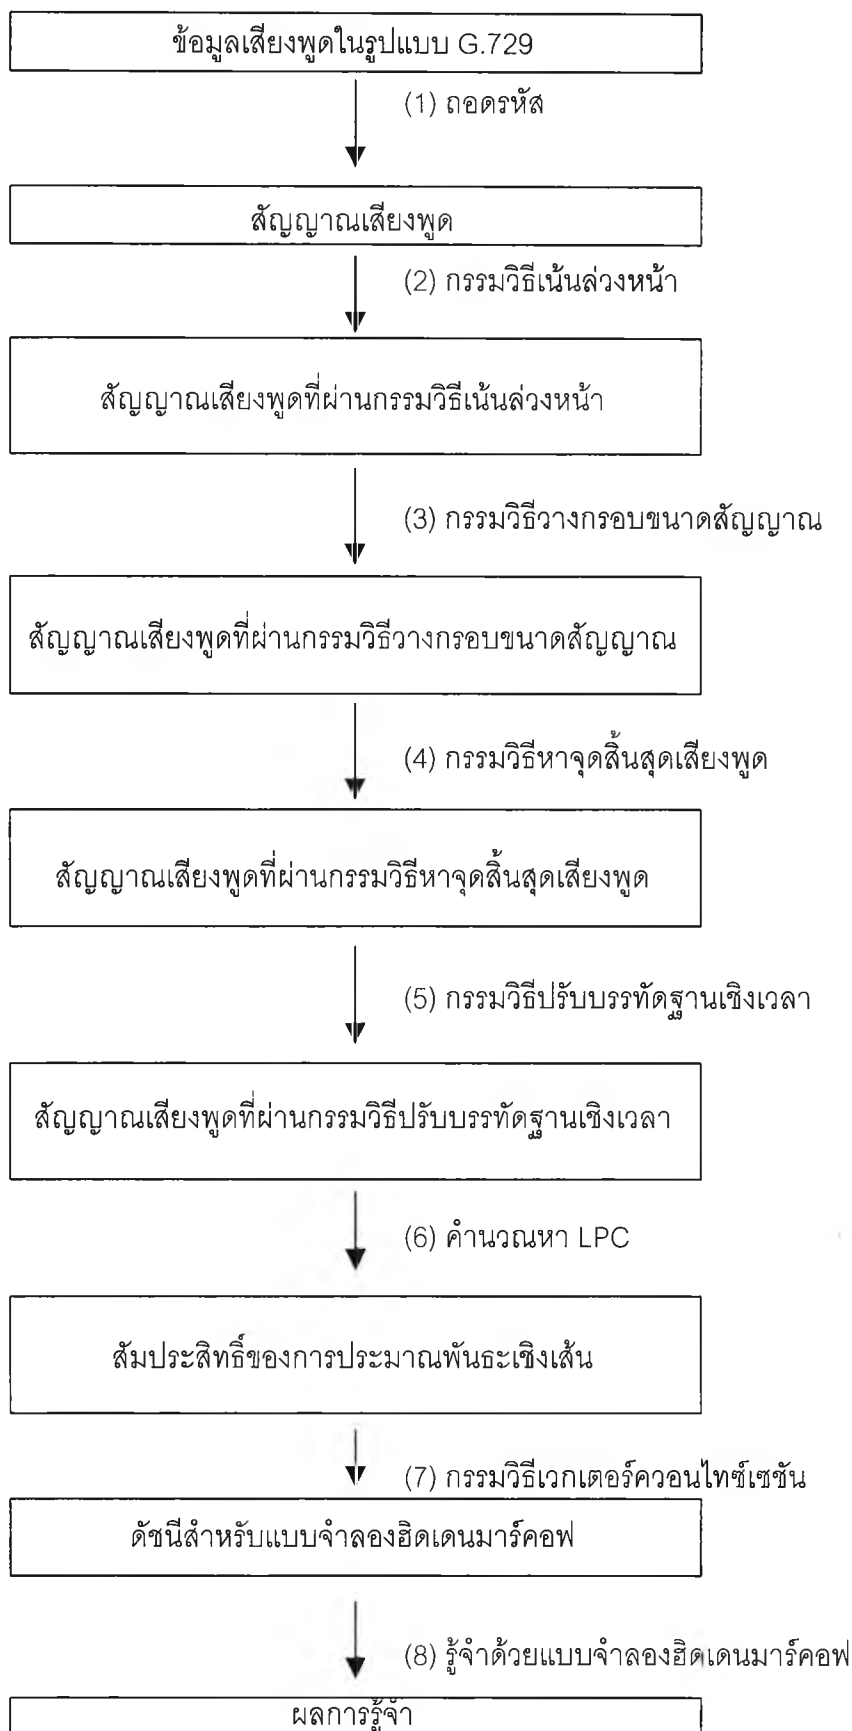 ข้อมูลเสียงพูดในรูปแบบ G.729
(1) ถอดรหัส
สัญญาณเสียงพูด
(2) กรรมวิธีเน้นล่วงหน้า
สัญญาณเสียงพูดที่ผ่านกรรมวิธีเน้นล่วงหน้า
(3) กรรมวิธีวางกรอบขนาดสัญญาณ
สัญญาณเสียงพูดที่ผ่านกรรมวิธีวางกรอบขนาดสัญญาณ
(4) กรรมวิธีหาจุดสิ้นสุดเสียงพูด
สัญญาณเสียงพูดที่ผ่านกรรมวิธีหาจุดสิ้นสุดเสียงพูด
(5) กรรมวิธีปรับบรรทัดฐานเชิงเวลา
สัญญาณเสียงพูดที่ผ่านกรรมวิธีปรับบรรทัดฐานเชิงเวลา
(6) คำนวณหา LPC
สัมประสิทธิ์ของการประมาณพันธะเชิงเส้น
(7) กรรมวิธีเวกเตอร์ควอนไทซ์เซชัน
ดัชนีสำหรับแบบจำลองฮิดเดนมาร์คอฟ
(8) รู้จำด้วยแบบจำลองฮิดเดนมาร์คอฟ
ผลการรู้จำ